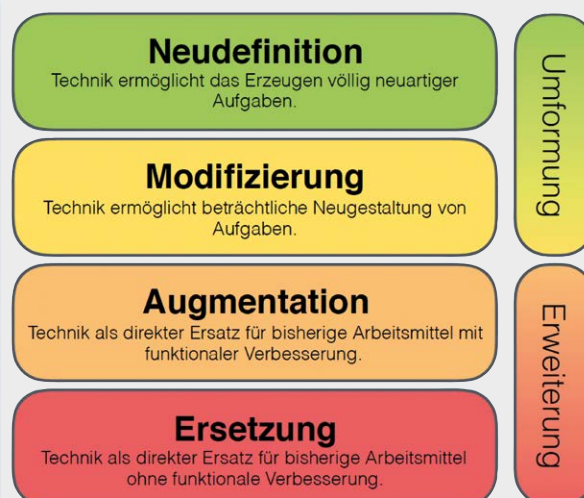 Neudefinition
Technik ermöglicht das Erzeugen völlig neuartiger
Aufgaben.
Modifizierung
Technik ermöglicht beträchtliche Neugestaltung von
Aufgaben.
Umformung
Augmentation
Technik als direkter Ersatz für bisherige Arbeitsmittel mit
funktionaler Verbesserung.
Ersetzung
Technik als direkter Ersatz für bisherige Arbeitsmittel
ohne funktionale Verbesserung.
Erweiterung